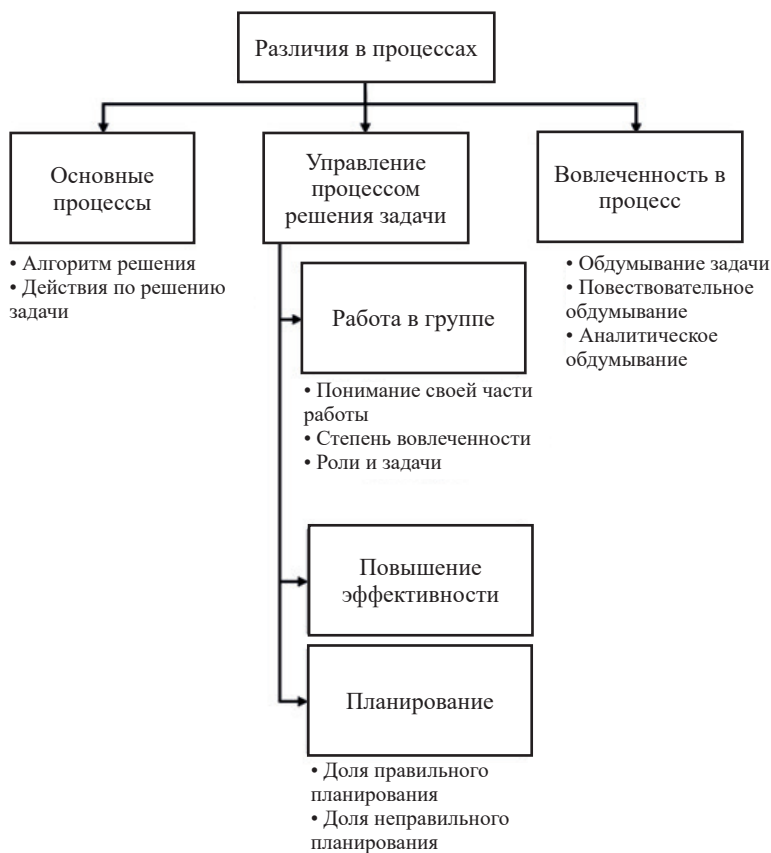 Различия в процессах
Основные
процессы
• Алгоритм решения
• Действия по решению
задачи
Управление
процессом
решения задачи
Вовлеченность в
процесс
• Обдумывание задачи
• Повествовательное
обдумывание
• Аналитическое
обдумывание
Работа в группе
• Понимание своей части
работы
• Степень вовлеченности
• Роли и задачи
Повышение
эффективности
Планирование
• Доля правильного
планирования
• Доля неправильного
планирования